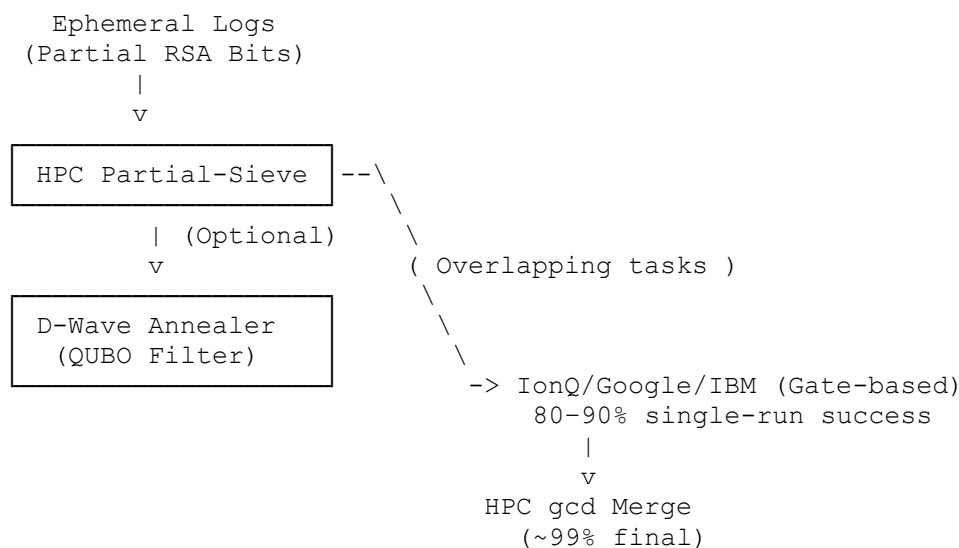 Ephemeral Logs
(Partial RSA Bits)
|
v
HPC Partial-Sieve --\
\
| (Optional) \
v ( Overlapping tasks )
\
D-Wave Annealer \
(QUBO Filter) \
-> IonQ/Google/IBM (Gate-based)
80–90% single-run success
|
v
HPC gcd Merge
(~99% final)